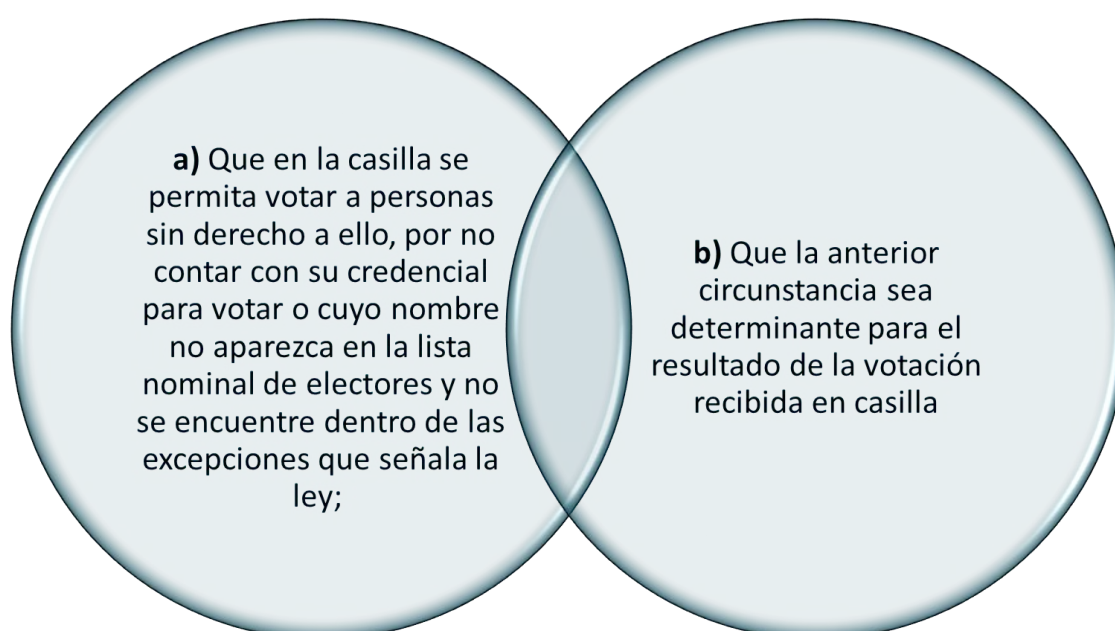 a) Que en la casilla se
permita votar a personas
sin derecho a ello, por no
contar con su credencial
para votar o cuyo nombre
no aparezca en la lista
nominal de electores y no
se encuentre dentro de las
excepciones que señala la
ley;
b) Que la anterior
circunstancia sea
determinante para el
resultado de la votación
recibida en casilla